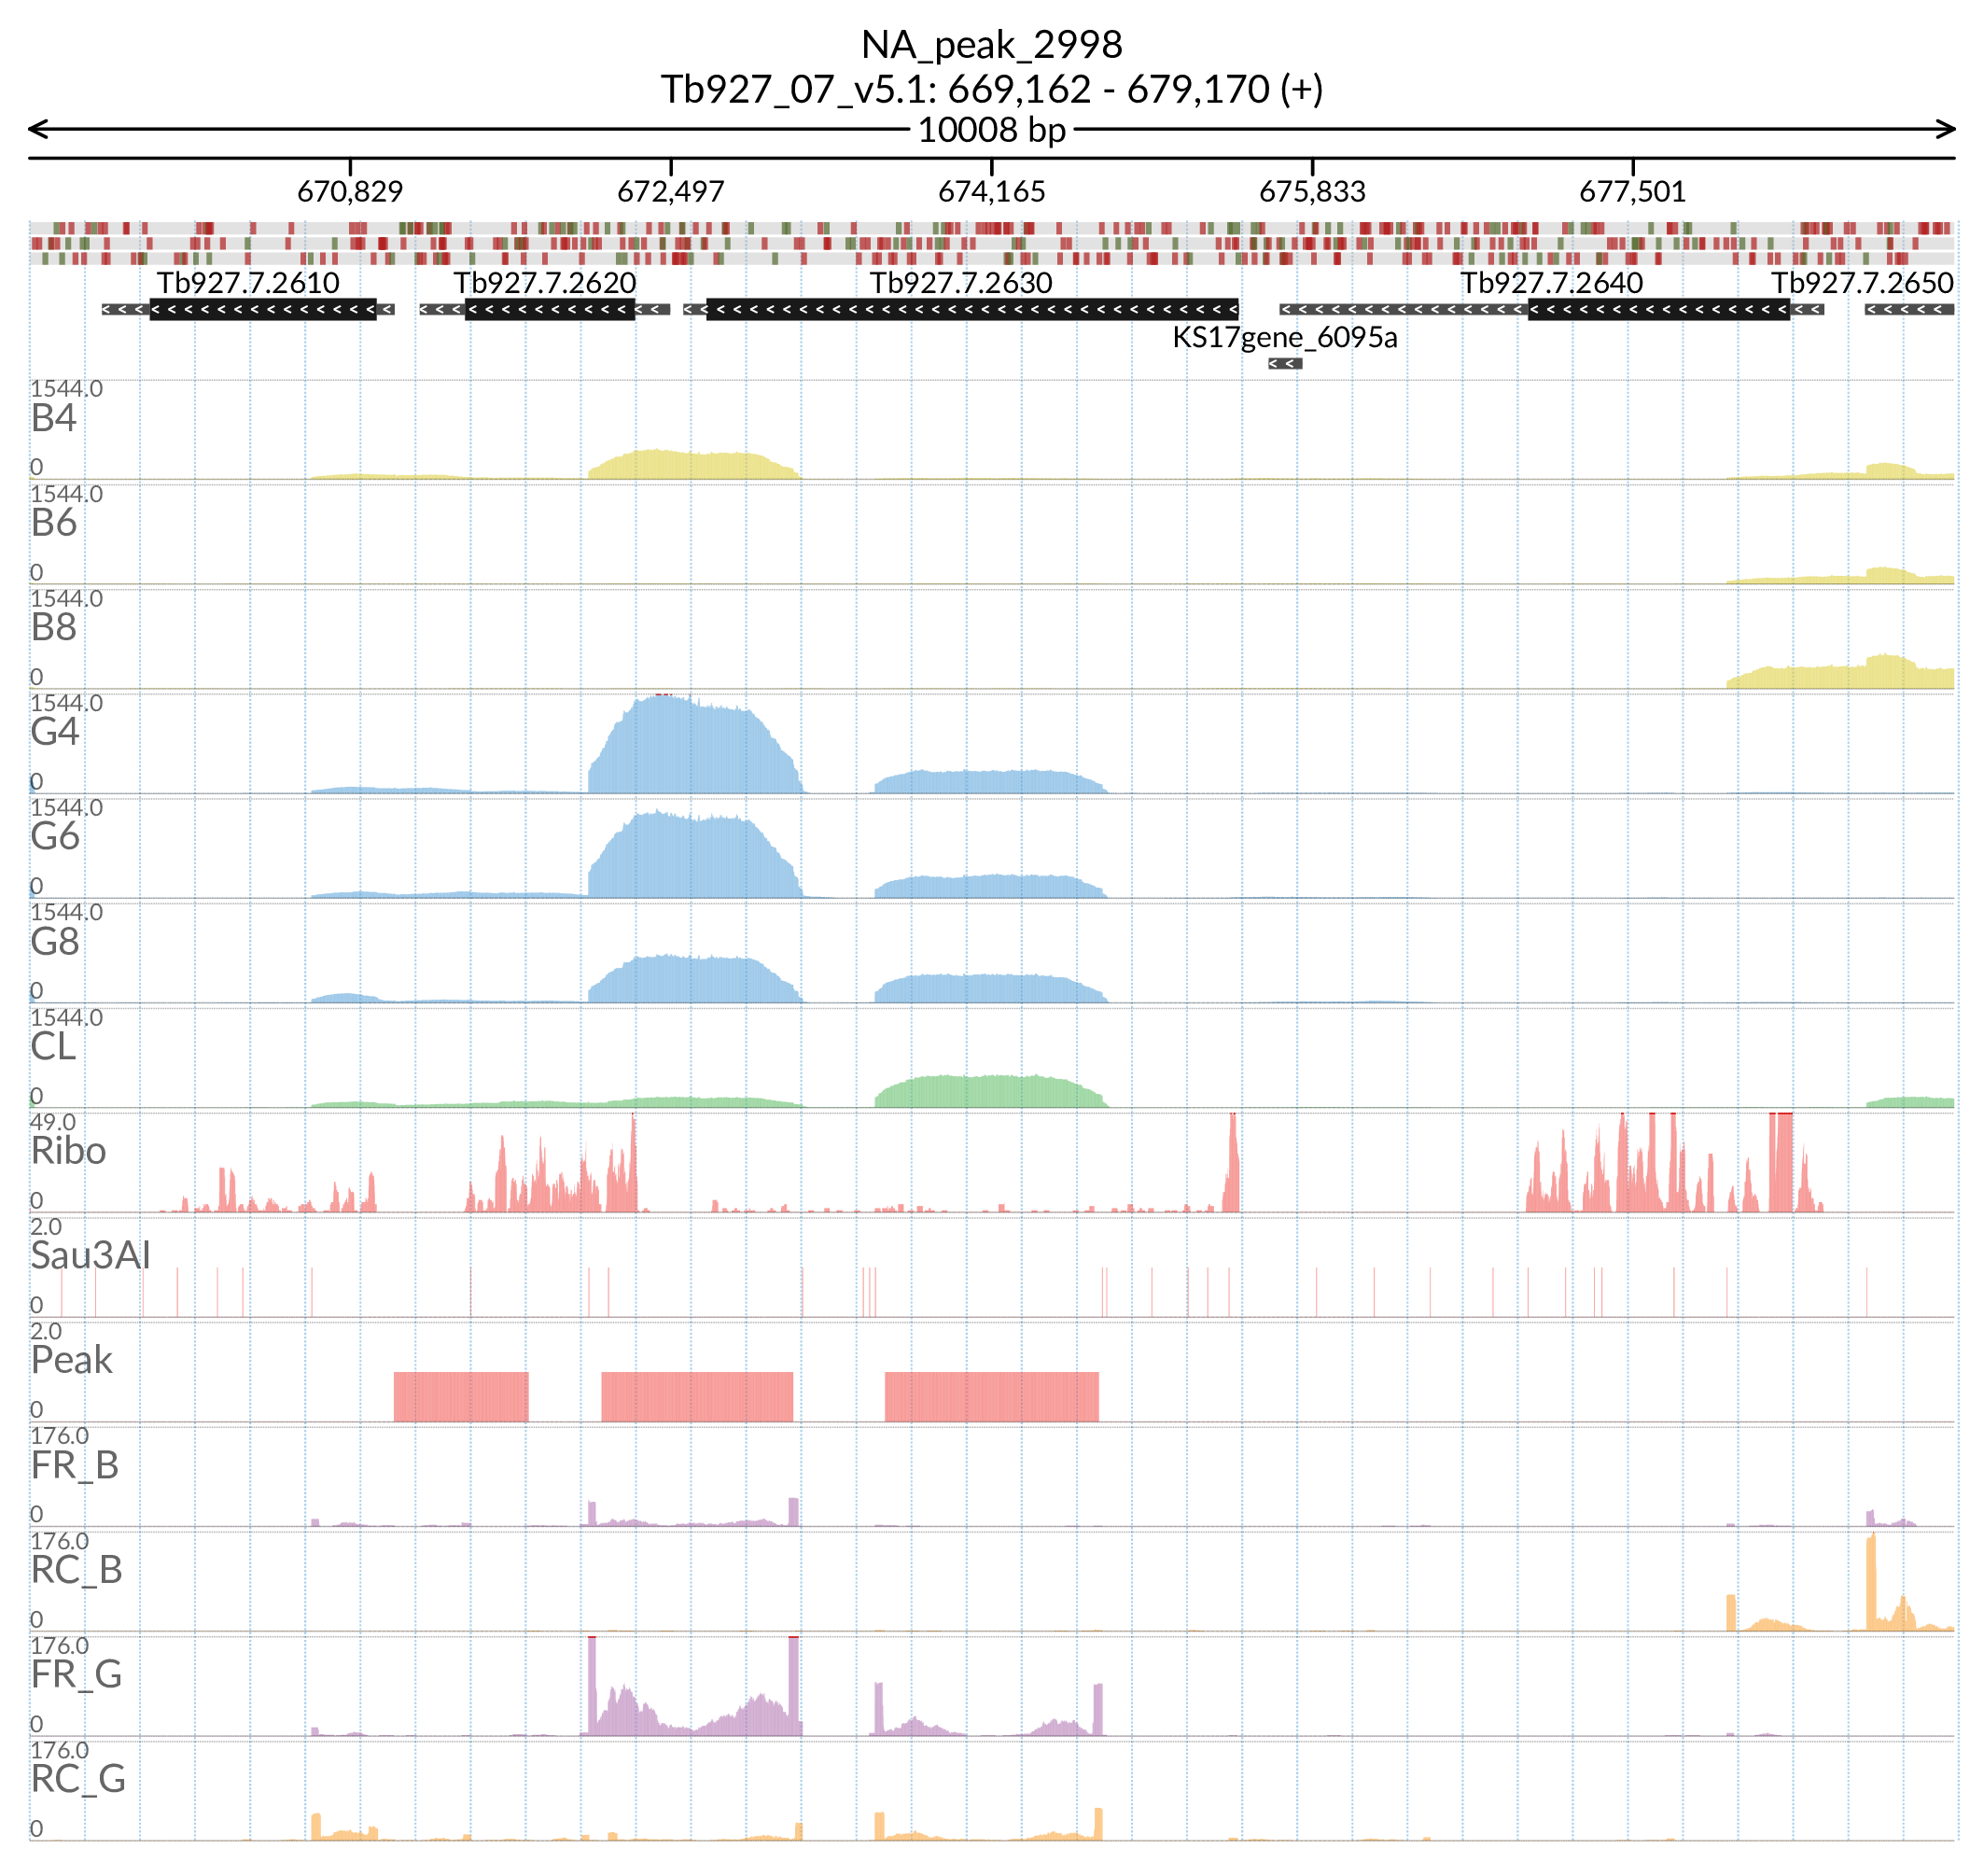 NA_peak_2998
Tb927_07_v5.1: 669,162 - 679,170 (+)
10008 bp
670,829 672,497 674,165 675,833 677,501
Tb927.7.2610 Tb927.7.2620 Tb927.7.2630 Tb927.7.2640 Tb927.7.2650
KS17gene_6095a
1544.0
B4
0
1544.0
B6
0
1544.0
B8
0
1544.0
G4
0
1544.0
G6
0
1544.0
G8
0
1544.0
CL
0
49.0
Ribo
0
2.0
Sau3AI
0
2.0
Peak
0
176.0
FR_B
0
176.0
RC_B
0
176.0
FR_G
0
176.0
RC_G
0